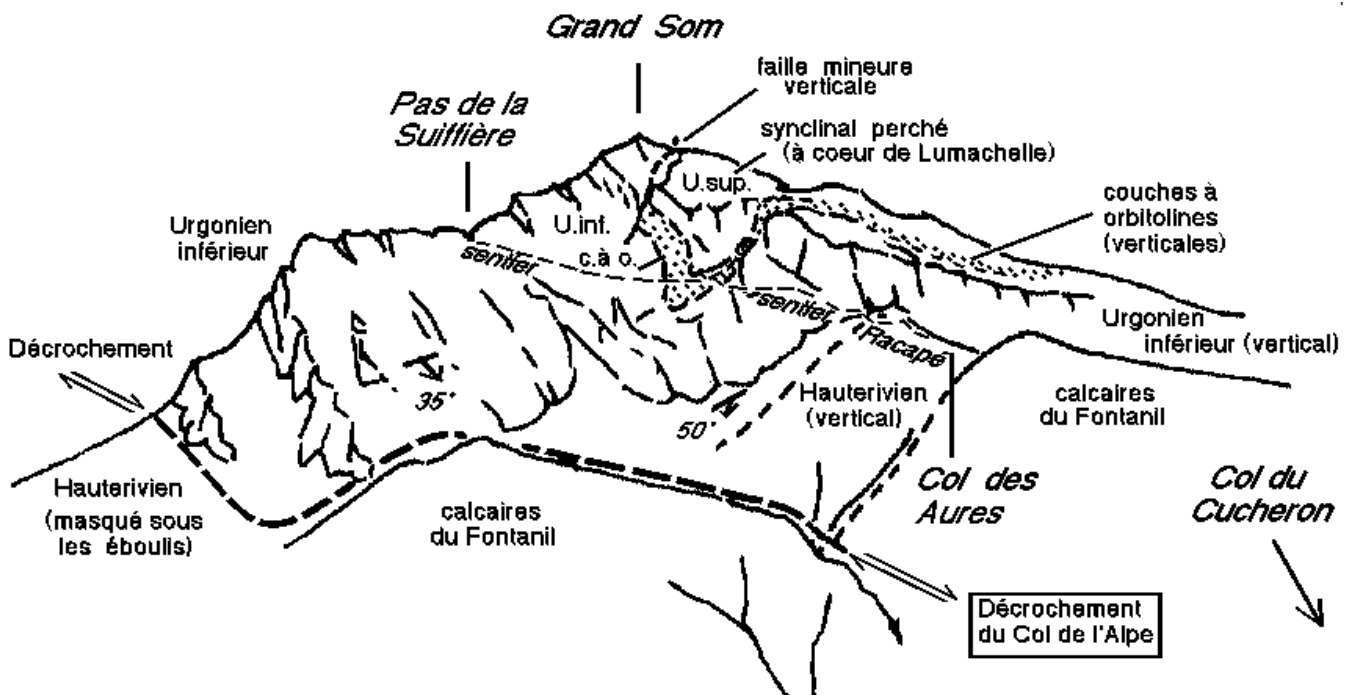 Grand Som
faille mineure
verticale
Pas de la
Suiffière
synclinal perché
(à coeur de Lumachelle)
U.sup.
couches à
orbitolines
(verticales)
Urgonien
inférieur
U.inf.
c.à o.
sentier
sentier
Racapé
Urgonien
inférieur (vertical)
Décrochement
35°
50°
Hauterivien
(vertical)
calcaires
du Fontanil
Hauterivien
(masqué sous
les éboulis)
calcaires
du Fontanil
Col des
Aures
Col du
Cucheron
Décrochement
du Col de l'Alpe